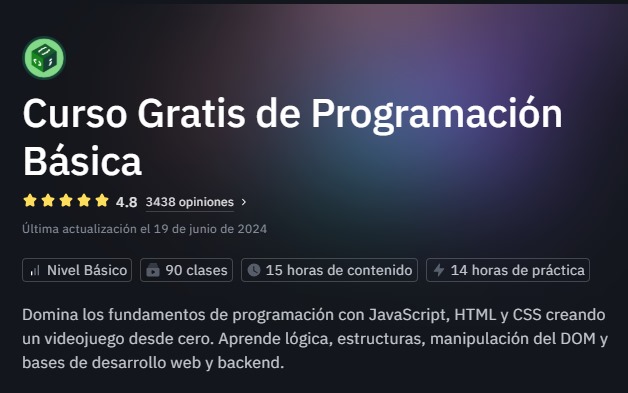 Curso Gratis de Programación
Básica
4.8 3438 opiniones
Última actualización el 19 de junio de 2024
Nivel Básico 90 clases 15 horas de contenido 14 horas de práctica
Domina los fundamentos de programación con JavaScript, HTML y CSS creando
un videojuego desde cero. Aprende lógica, estructuras, manipulación del DOM y
bases de desarrollo web y backend.